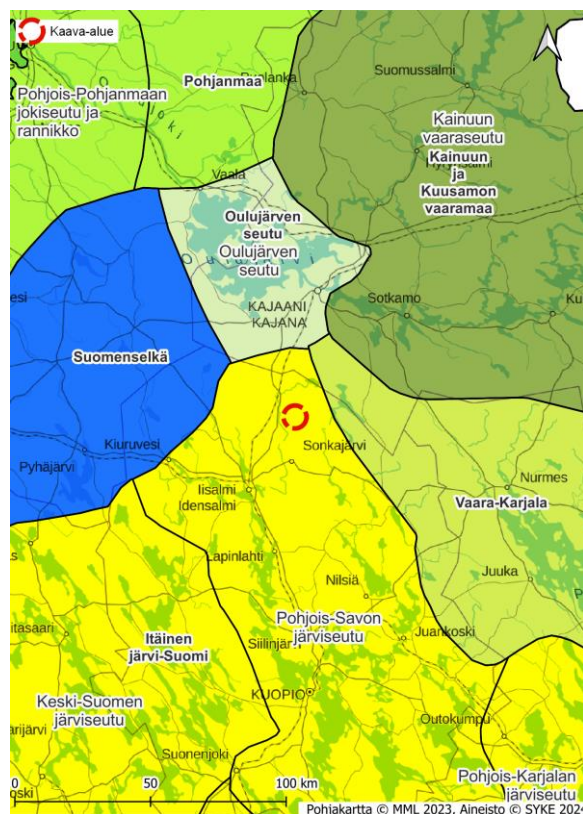 Kaava-alue
Pohjanmaa
Suomussalmi
Pohjois-Pohjanmaan
jokiseutu ja
rannikko
Kainuun
vaaraseutu
Kainuun
ja
Kuusamon
vaaramaa
Vaala
Oulujärven
seutu
Oulujärven
seutu
KAJAANI
KAJANA
Sotkamo
Suomenselkä
Kiuruvesi
Pyhäjärvi
Sonkajärvi
Iisalmi
Idensalmi
Nurmes
Vaara-Karjala
Lapinlahti
Nilsiä
Juuka
Pohjois-Savon
järviseutu
Siilinjärvi
Juankoski
Itäinen
järvi-Suomi
KUOPIO
Keski-Suomen
järviseutu
Outokumpu
Suonenjoki
Pohjois-Karjalan
järviseutu
0 50 100 km
Pohjakartta © MML 2023, Aineisto © SYKE 2024